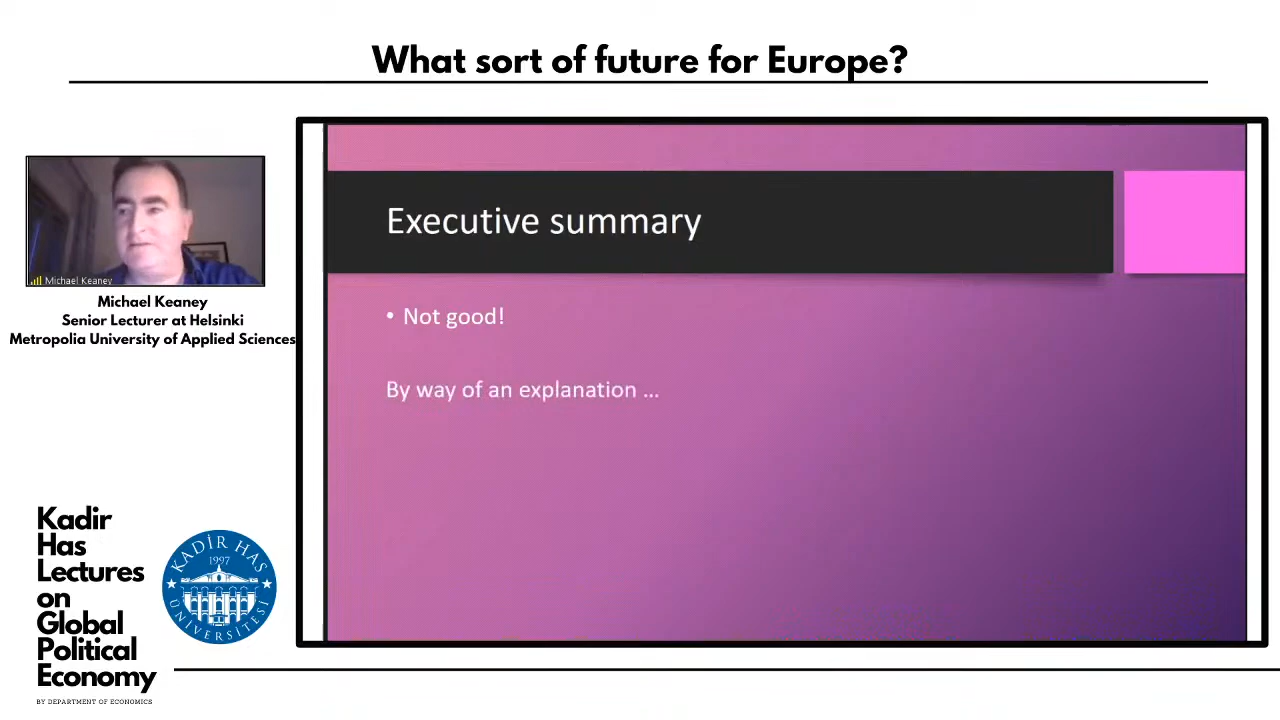 What sort of future for Europe?
Michael Keaney
Michael Keaney
Senior Lecturer at Helsinki
Metropolia University of Applied Sciences
Executive summary
• Not good!
By way of an explanation ...
Kadir
Has
Lectures
on
Global
Political
Economy
BY DEPARTMENT OF ECONOMICS
KADİR HAS
1997
ÜNİVERSİTESİ